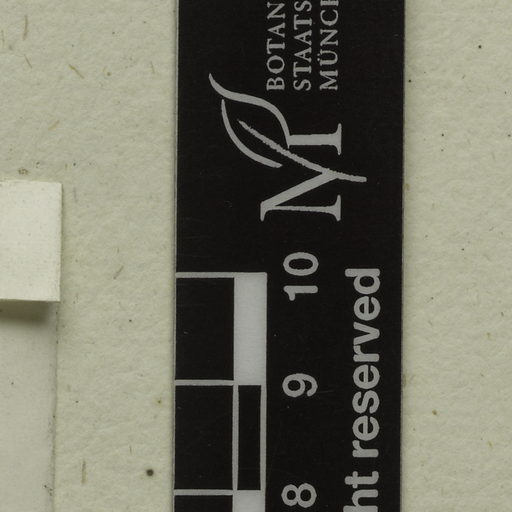 BOTAN
STAATS
MÜNCH
M
10
9
8
ht reserved